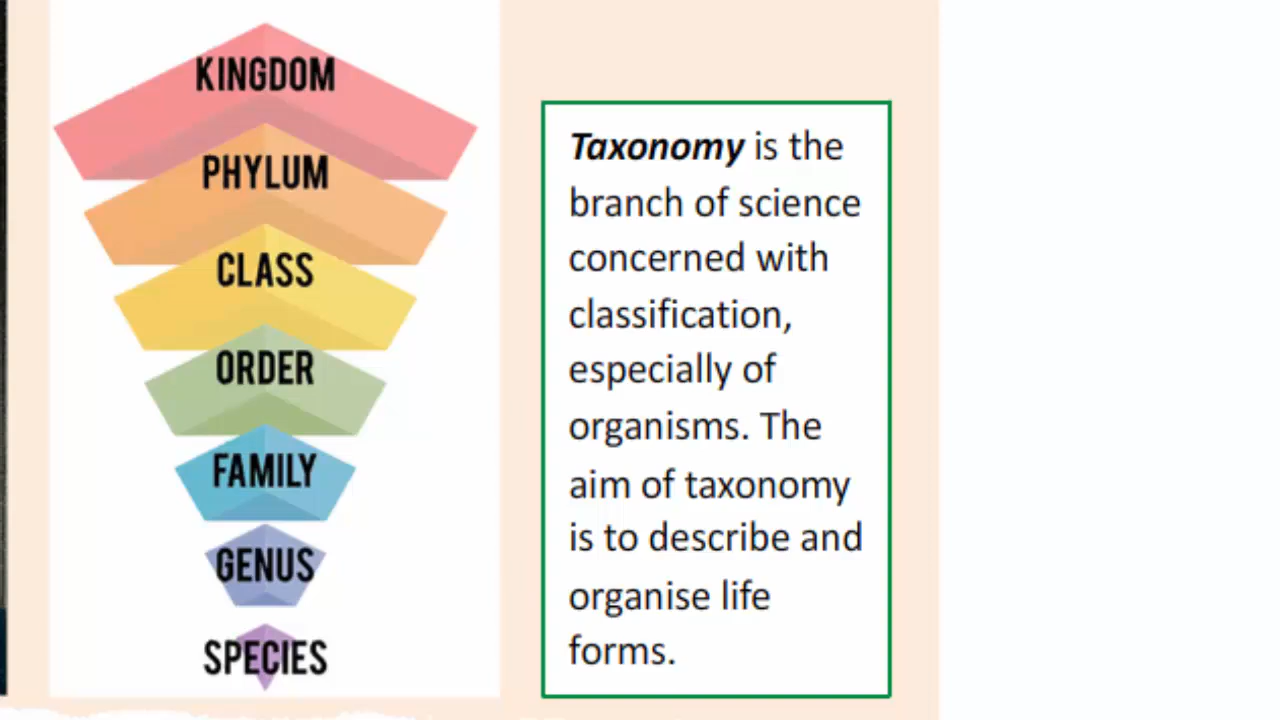 KINGDOM
PHYLUM
CLASS
ORDER
FAMILY
GENUS
SPECIES
Taxonomy is the
branch of science
concerned with
classification,
especially of
organisms. The
aim of taxonomy
is to describe and
organise life
forms.